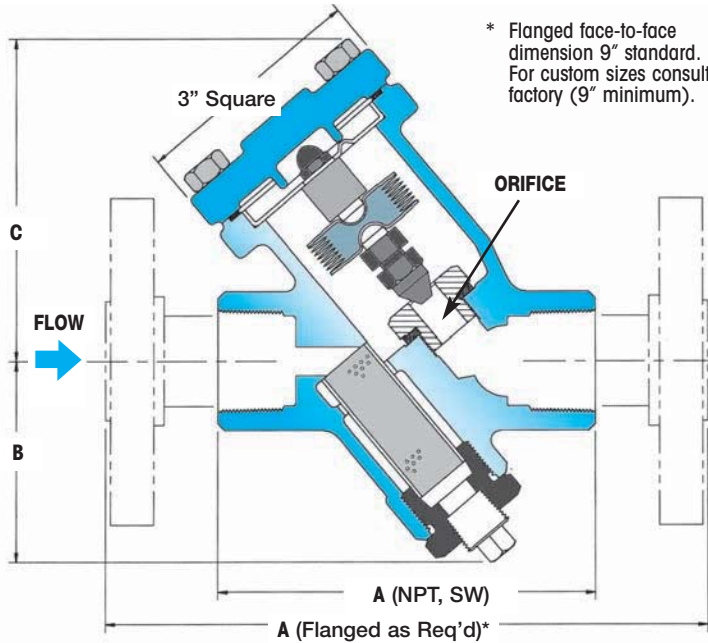 * Flanged face-to-face
dimension 9″ standard.
For custom sizes consult
factory (9″ minimum).
3” Square
ORIFICE
C
FLOW
B
A (NPT, SW)
A (Flanged as Req’d)*